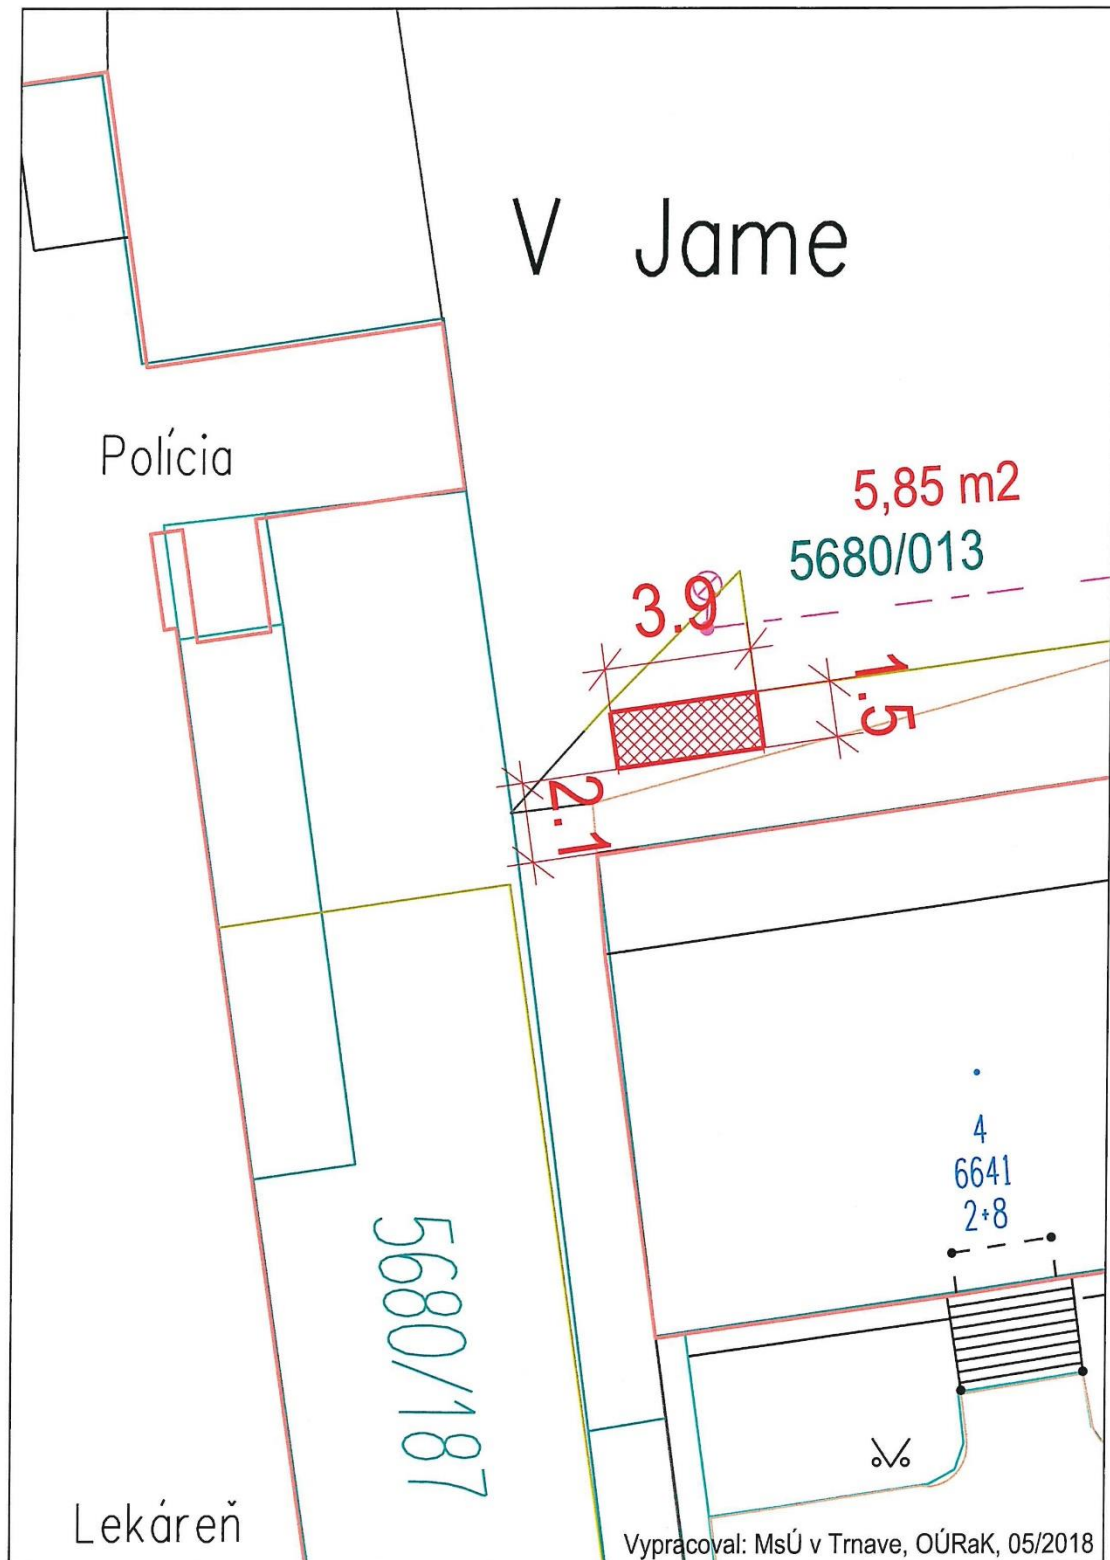 V Jame
Polícia
5,85 m2
5680/013
3.9
1.5
2.1
4
6641
2+8
5680/187
Lekáreň
Vypracoval: MsÚ v Trnave, OÚRaK, 05/2018